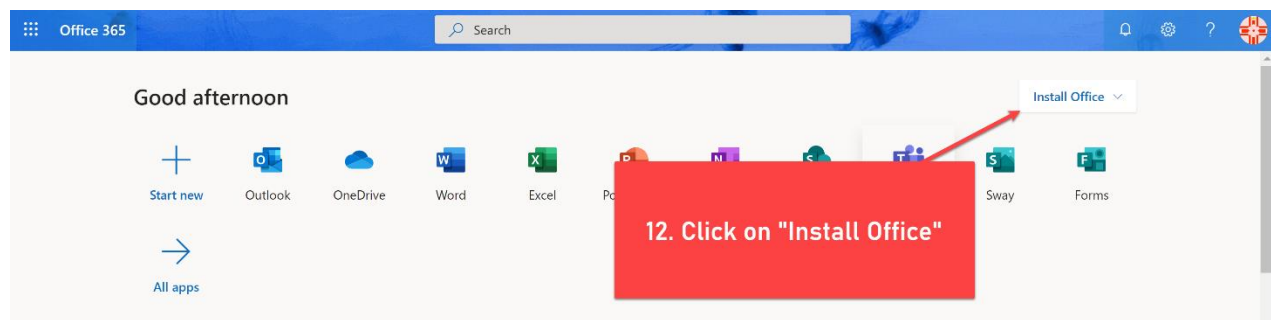 Office 365
Search
?
Good afternoon
Install Office
Start new
Outlook
OneDrive
Word
Excel
Sway
Forms
12. Click on "Install Office"
All apps